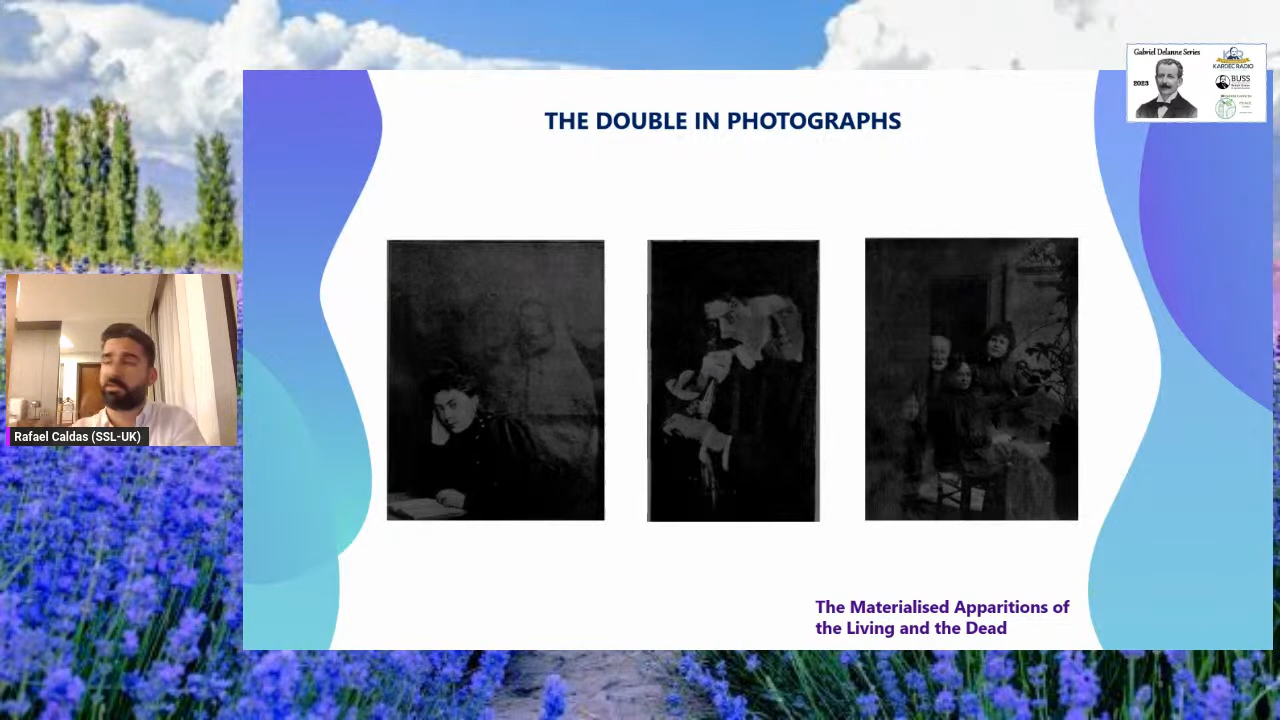 Gabriel Delanne Series
2023
KARDEC RADIO
BUSS
THE DOUBLE IN PHOTOGRAPHS
Rafael Caldas (SSL-UK)
The Materialised Apparitions of
the Living and the Dead